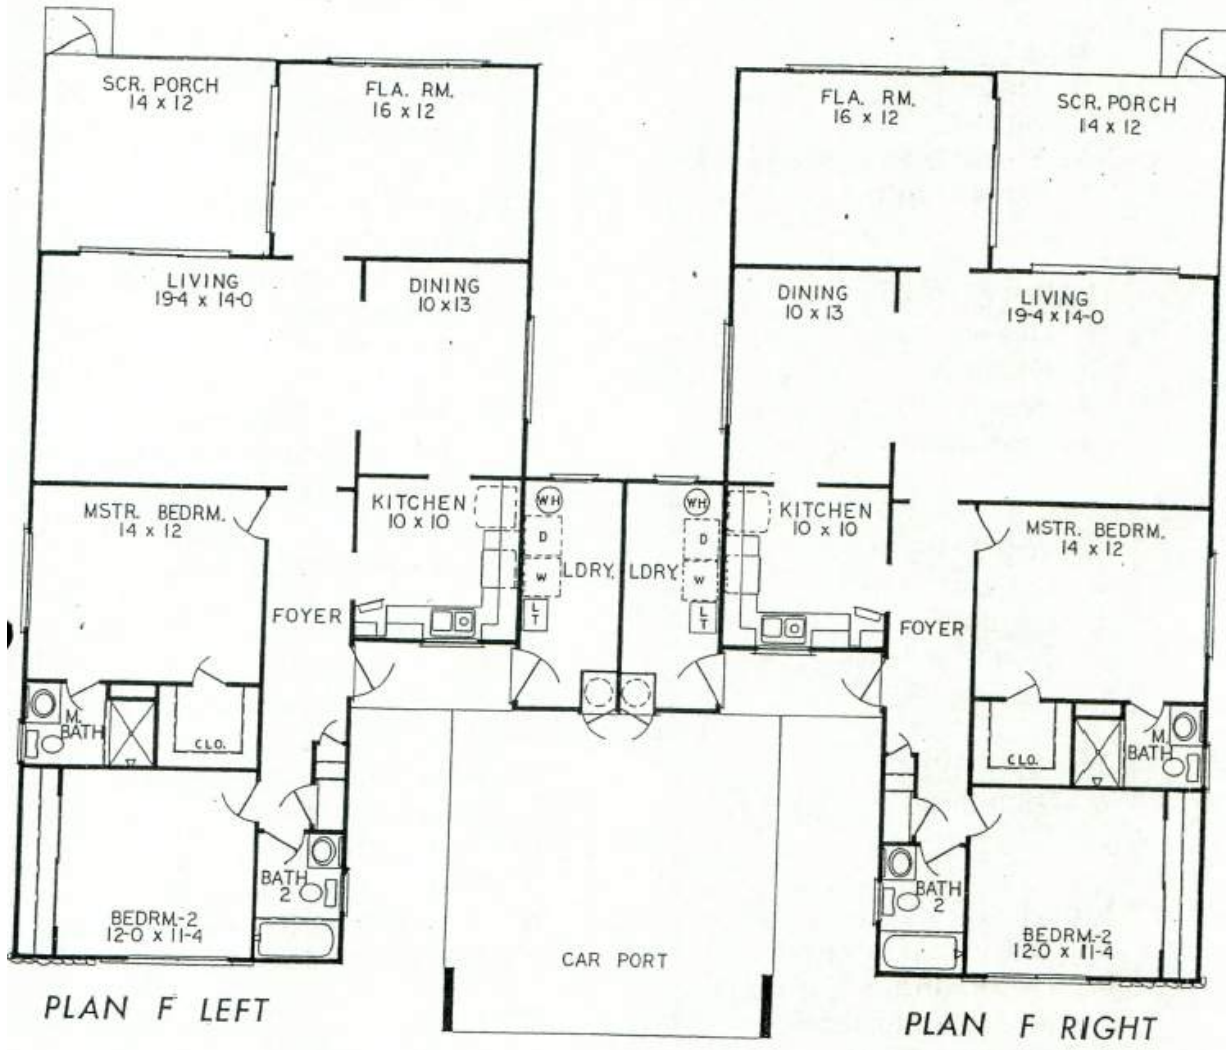 SCR. PORCH
14 x 12
FLA. RM.
16 x 12
LIVING
19-4 x 14-0
DINING
10 x 13
MSTR. BEDRM.
14 x 12
KITCHEN
10 x 10
WH
D
W
L
T
LDRY.
FOYER
M.
BATH
CLO.
BATH
2
BEDRM.-2
12-0 x 11-4
PLAN F LEFT
CAR PORT
FLA. RM.
16 x 12
SCR. PORCH
14 x 12
DINING
10 x 13
LIVING
19-4 x 14-0
WH
D
W
L
T
LDRY.
KITCHEN
10 x 10
MSTR. BEDRM.
14 x 12
FOYER
CLO.
M.
BATH
BATH
2
BEDRM.-2
12-0 x 11-4
PLAN F RIGHT